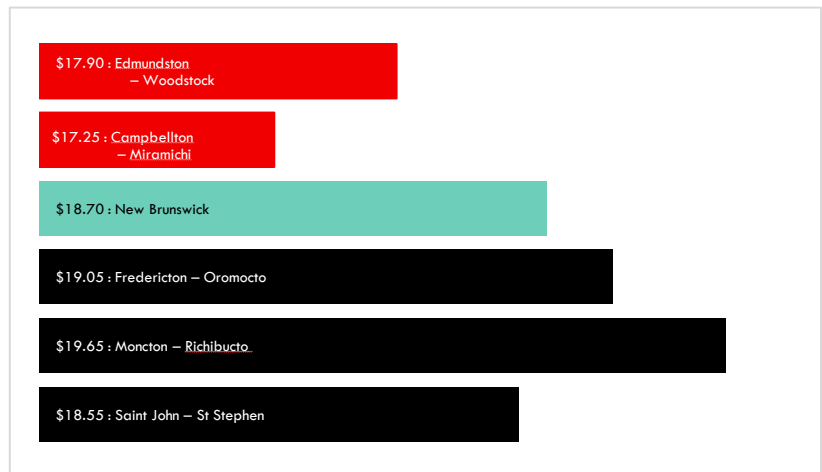 $17.90 : Edmundston
– Woodstock
$17.25 : Campbellton
– Miramichi
$18.70 : New Brunswick
$19.05 : Fredericton – Oromocto
$19.65 : Moncton – Richibucto
$18.55 : Saint John – St Stephen